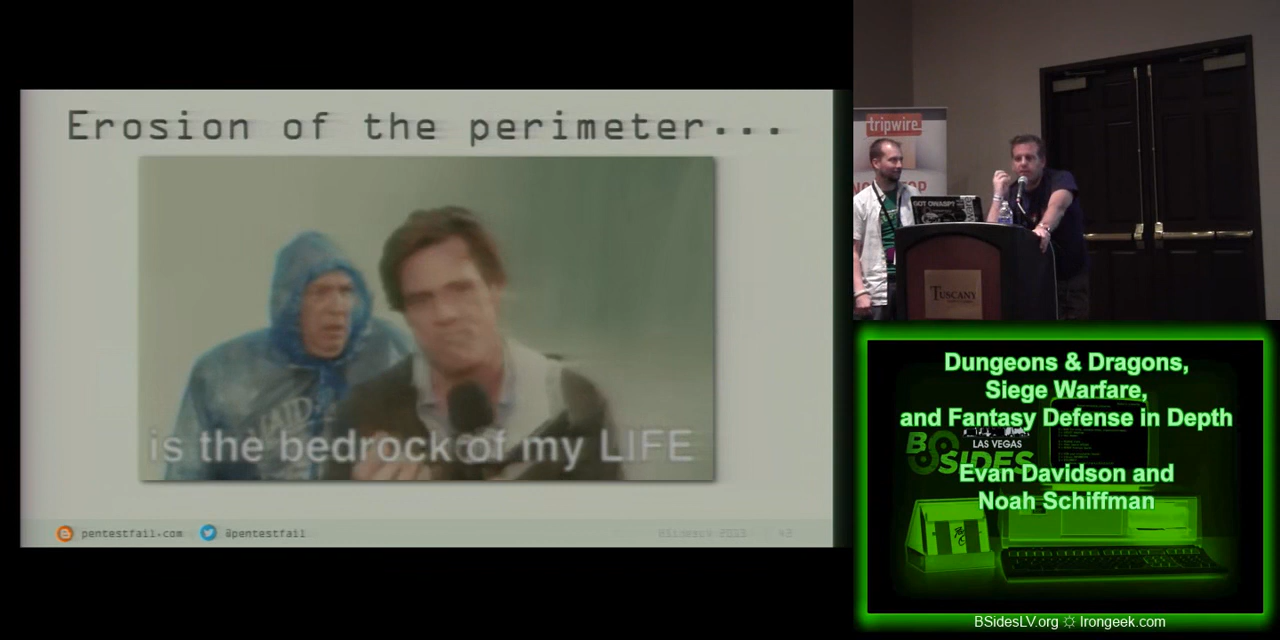 Erosion of the perimeter...
is the bedrock of my LIFE
pentestfail.com
@pentestfail
tripwire
GOT OWASP?
TUSCANY
Dungeons & Dragons,
Siege Warfare,
and Fantasy Defense in Depth
LAS VEGAS
BSIDES
Evan Davidson and
Noah Schiffman
BSidesLV.org ☼ Irongeek.com